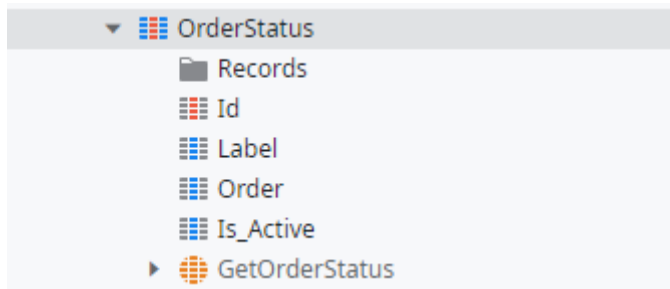 OrderStatus
Records
Id
Label
Order
Is_Active
GetOrderStatus